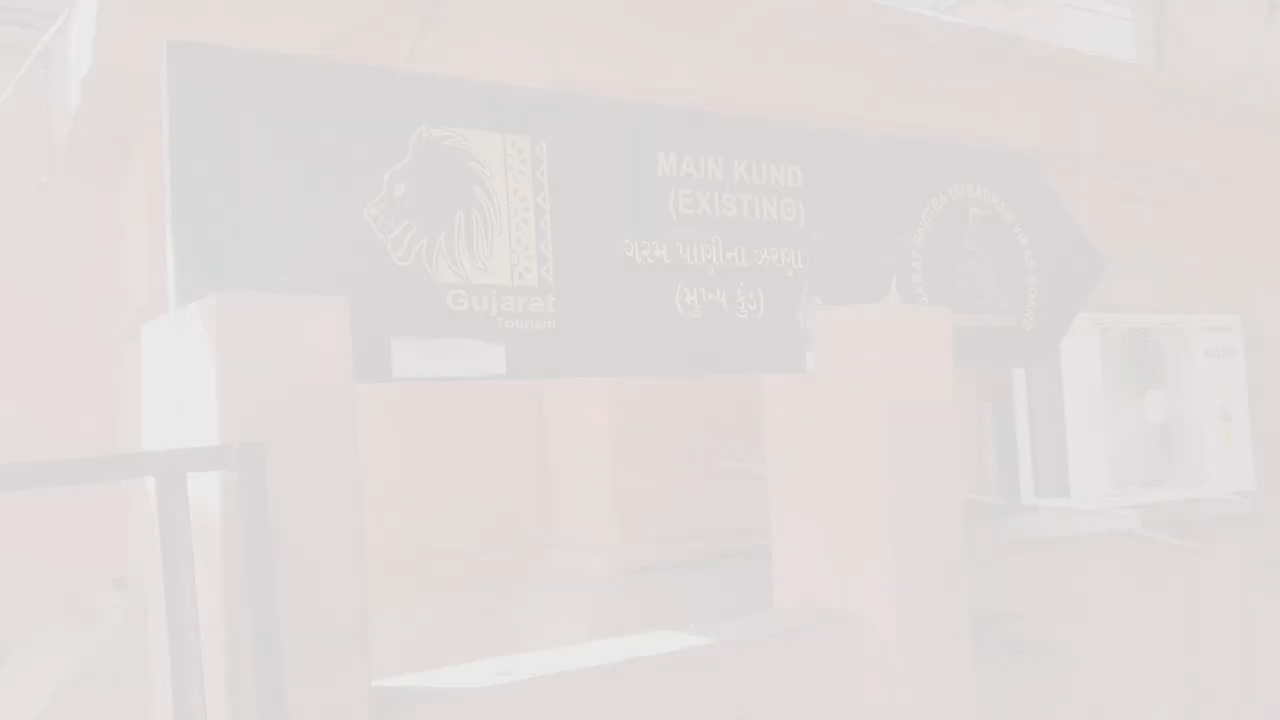 Gujarat
Tourism
MAIN KUND
(EXISTING)
ગરમ પાણીના ઝરણા
(મુખ્ય કુંડ)